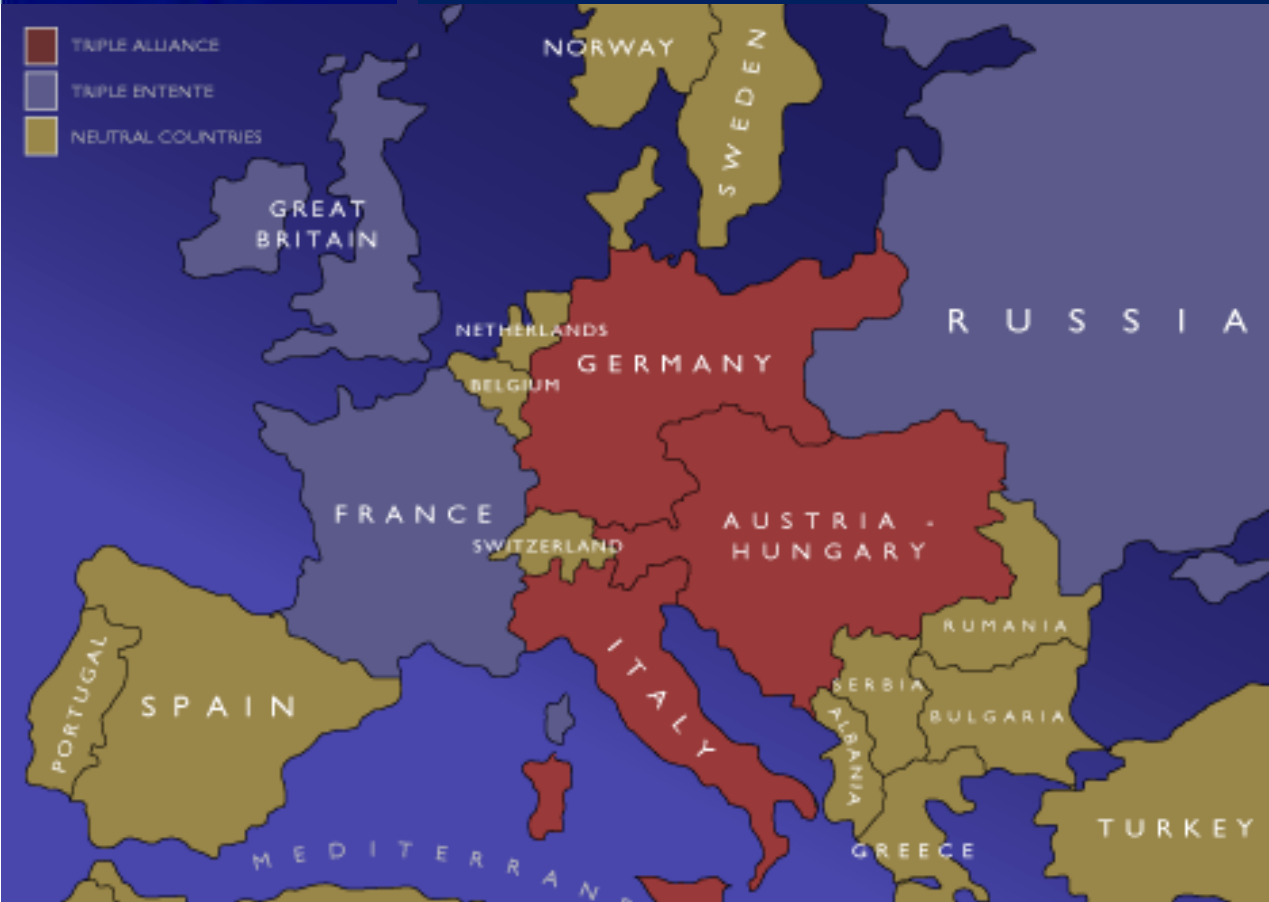 TRIPLE ALLIANCE
TRIPLE ENTENTE
NEUTRAL COUNTRIES
NORWAY
SWEDEN
GREAT
BRITAIN
RUSSIA
NETHERLANDS
GERMANY
BELGIUM
FRANCE
AUSTRIA -
HUNGARY
SWITZERLAND
RUMANIA
ITALY
PORTUGAL
SPAIN
SERBIA
BULGARIA
ALBANIA
TURKEY
GREECE
MEDITERRANE